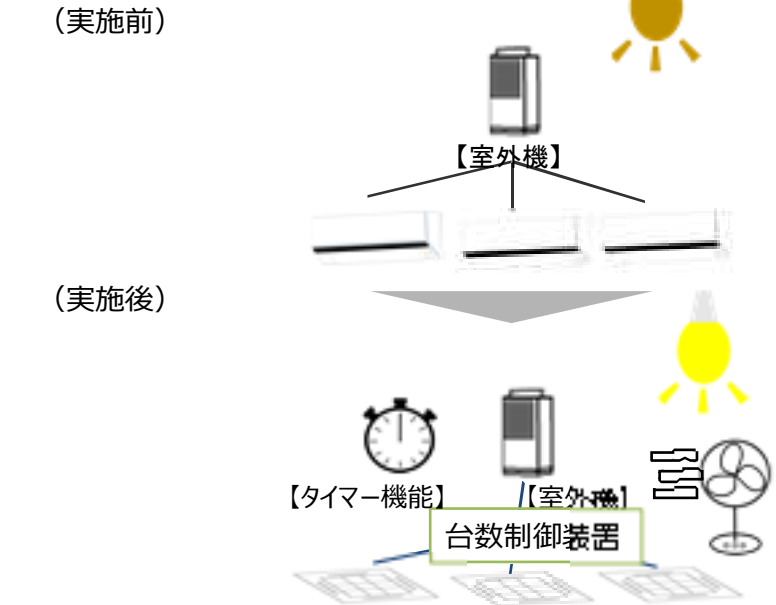 （実施前）
【室外機】
（実施後）
【タイマー機能】
【室外機】
台数制御装置